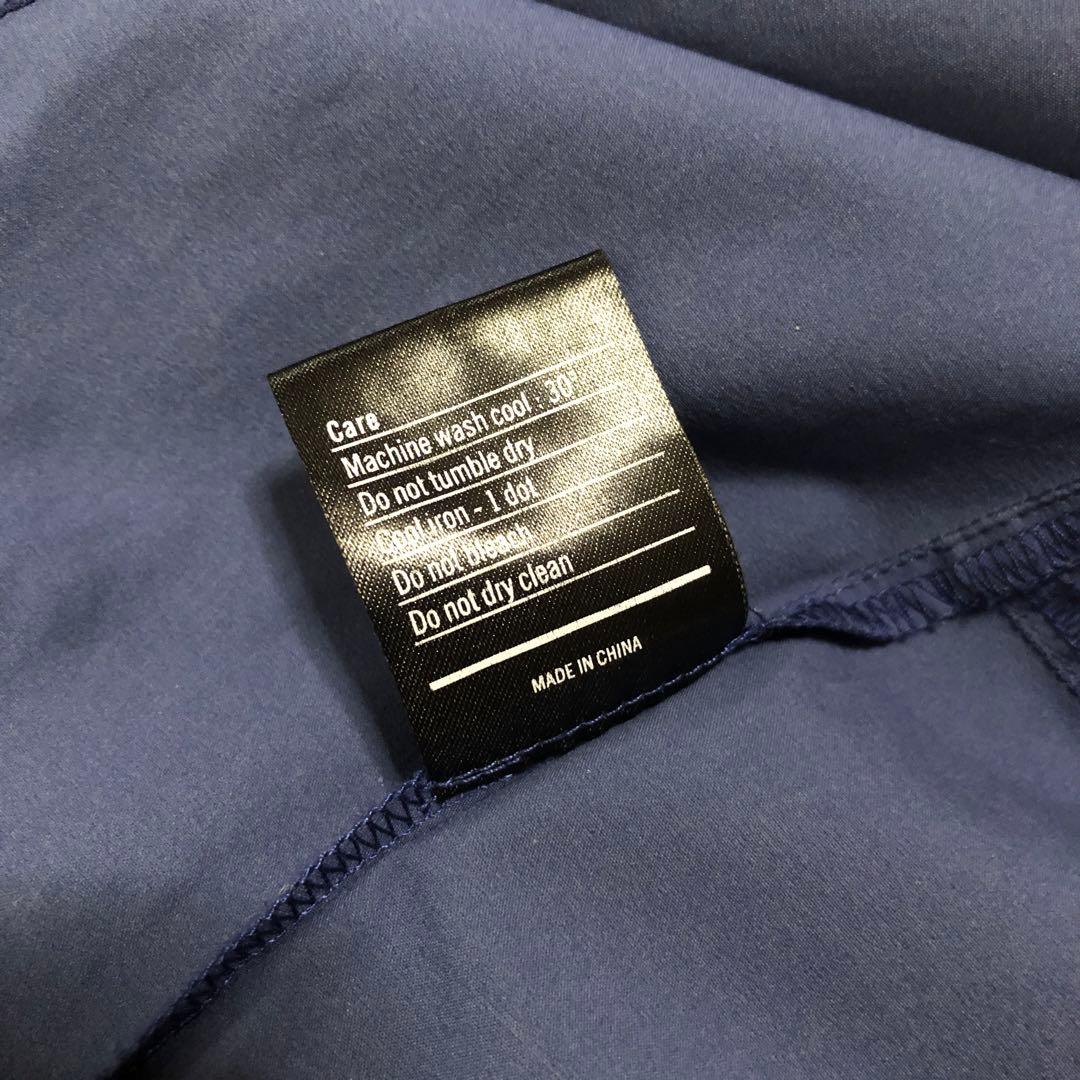 Care
Machine wash cool : 30°
Do not tumble dry
Cool iron - 1 dot
Do not bleach
Do not dry clean
MADE IN CHINA